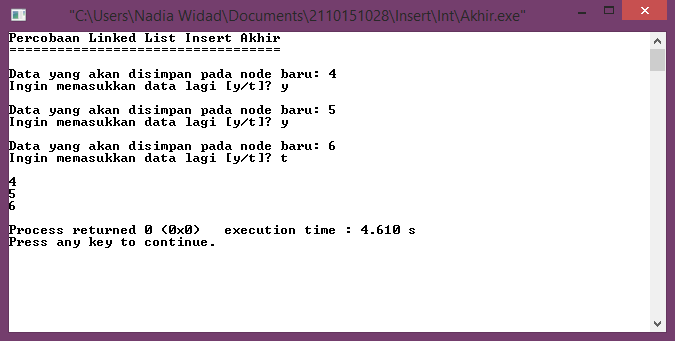 "C:\Users\Nadia Widad\Documents\2110151028\Insert\Int\Akhir.exe"
Percobaan Linked List Insert Akhir
==================================
Data yang akan disimpan pada node baru: 4
Ingin memasukkan data lagi [y/t]? y
Data yang akan disimpan pada node baru: 5
Ingin memasukkan data lagi [y/t]? y
Data yang akan disimpan pada node baru: 6
Ingin memasukkan data lagi [y/t]? t
4
5
6
Process returned 0 (0x0)   execution time : 4.610 s
Press any key to continue.